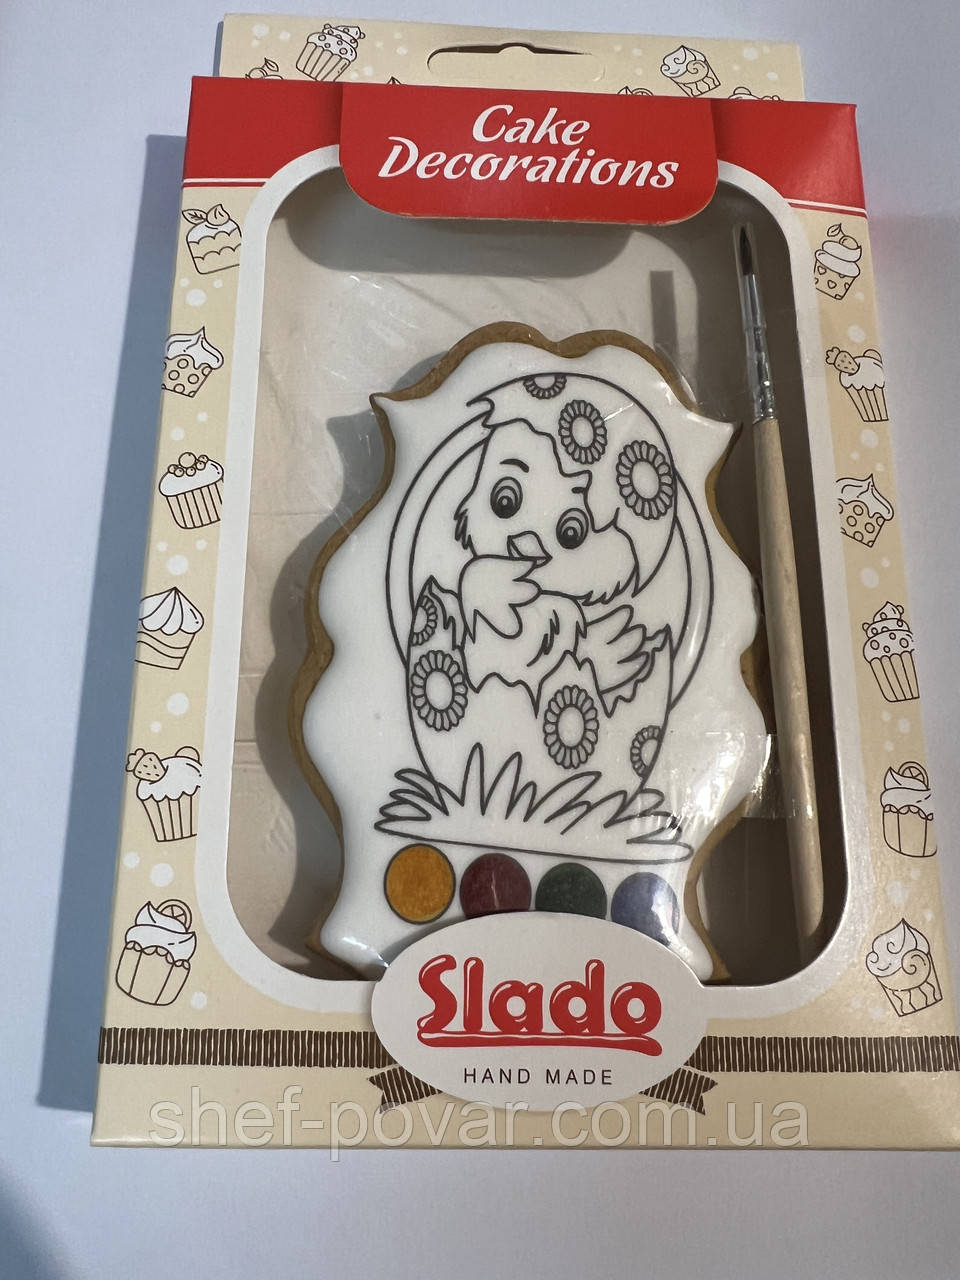 Cake
Decorations
Slado
HAND MADE
shef-povar.com.ua